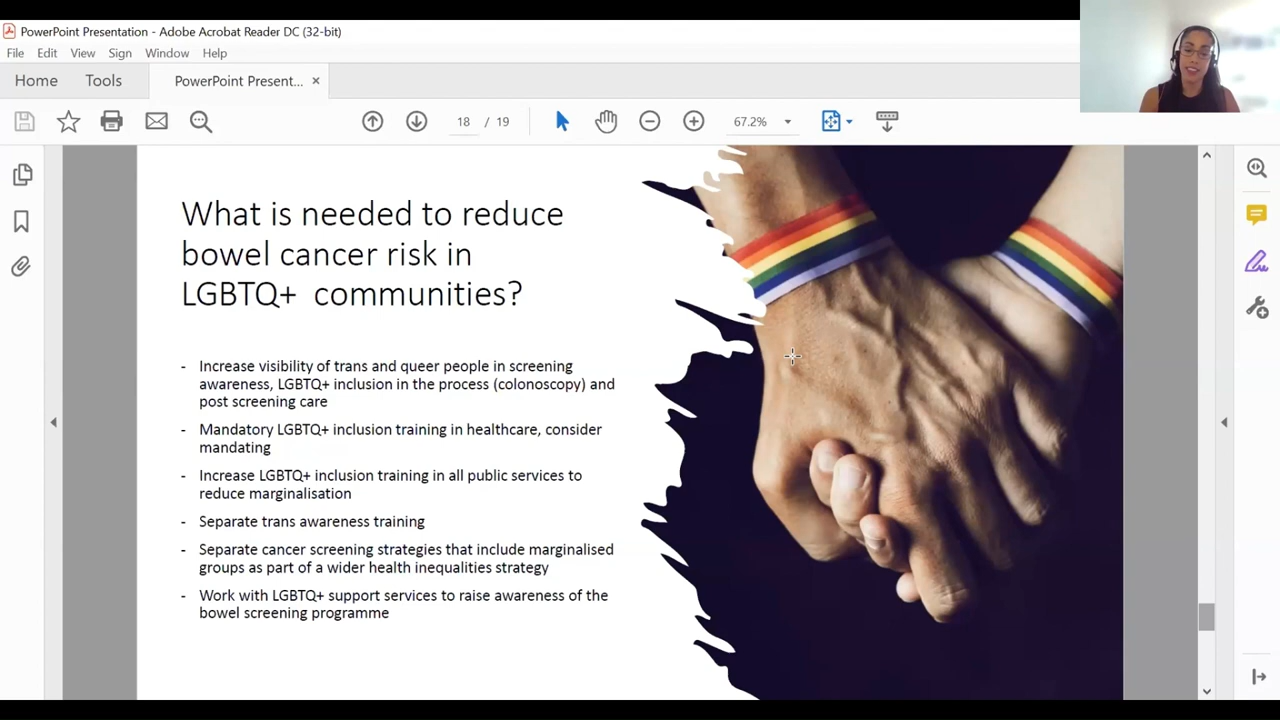 PowerPoint Presentation - Adobe Acrobat Reader DC (32-bit)
File Edit View Sign Window Help
Home Tools PowerPoint Present... ×
18 / 19 67.2%
What is needed to reduce
bowel cancer risk in
LGBTQ+ communities?
- Increase visibility of trans and queer people in screening
awareness, LGBTQ+ inclusion in the process (colonoscopy) and
post screening care
- Mandatory LGBTQ+ inclusion training in healthcare, consider
mandating
- Increase LGBTQ+ inclusion training in all public services to
reduce marginalisation
- Separate trans awareness training
- Separate cancer screening strategies that include marginalised
groups as part of a wider health inequalities strategy
- Work with LGBTQ+ support services to raise awareness of the
bowel screening programme